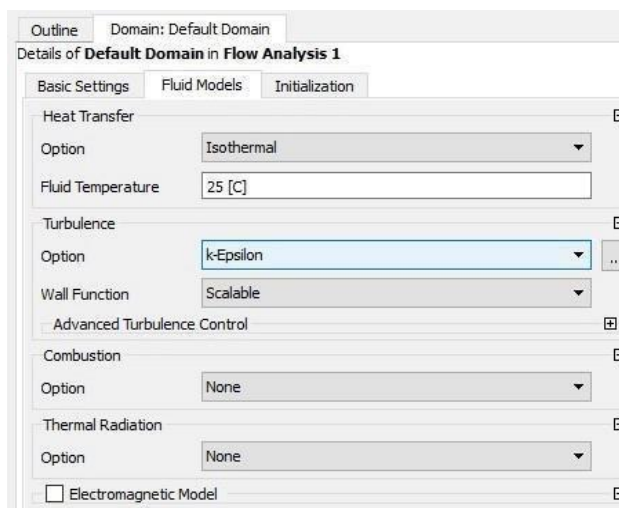 Outline Domain: Default Domain
Details of Default Domain in Flow Analysis 1
Basic Settings Fluid Models Initialization
Heat Transfer
Option Isothermal
Fluid Temperature 25 [C]
Turbulence
Option k-Epsilon ..
Wall Function Scalable
Advanced Turbulence Control
Combustion
Option None
Thermal Radiation
Option None
Electromagnetic Model